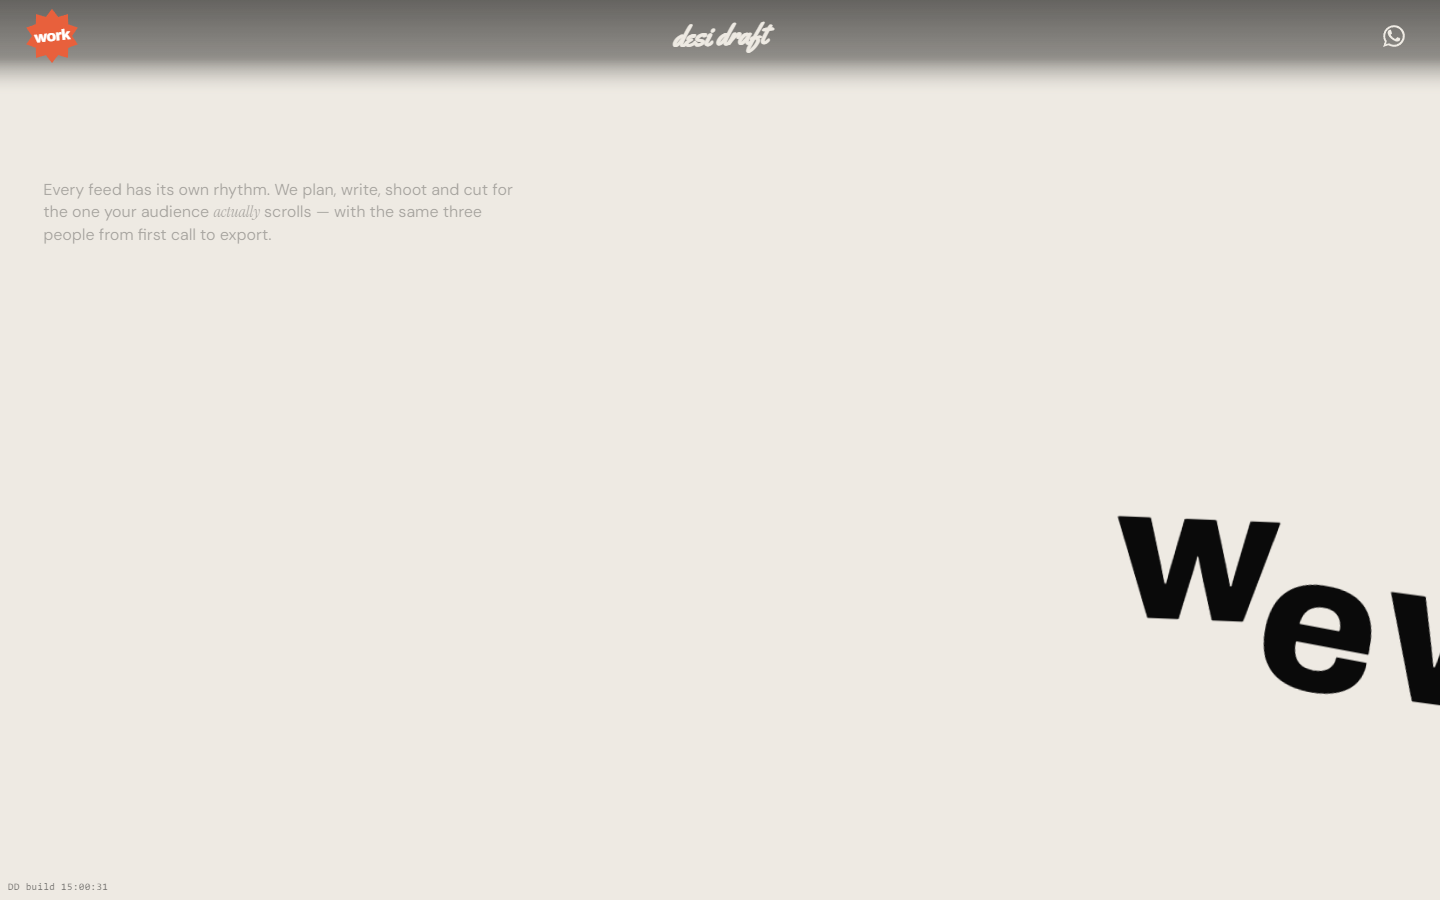 work
desi draft
Every feed has its own rhythm. We plan, write, shoot and cut for
the one your audience actually scrolls — with the same three
people from first call to export.
we
DD build 15:00:31